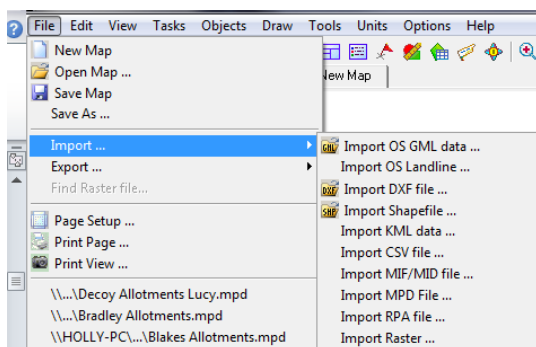 File Edit View Tasks Objects Draw Tools Units Options Help
New Map
Open Map ...
Save Map
Save As ...
Import ...
Export ...
Find Raster file...
Page Setup ...
Print Page ...
Print View ...
\\...\Decoy Allotments Lucy.mpd
\\...\Bradley Allotments.mpd
\\HOLLY-PC\...\Blakes Allotments.mpd
New Map
GML Import OS GML data ...
Import OS Landline ...
DXF Import DXF file ...
SHP Import Shapefile ...
Import KML data ...
Import CSV file ...
Import MIF/MID file ...
Import MPD File ...
Import RPA file ...
Import Raster ...